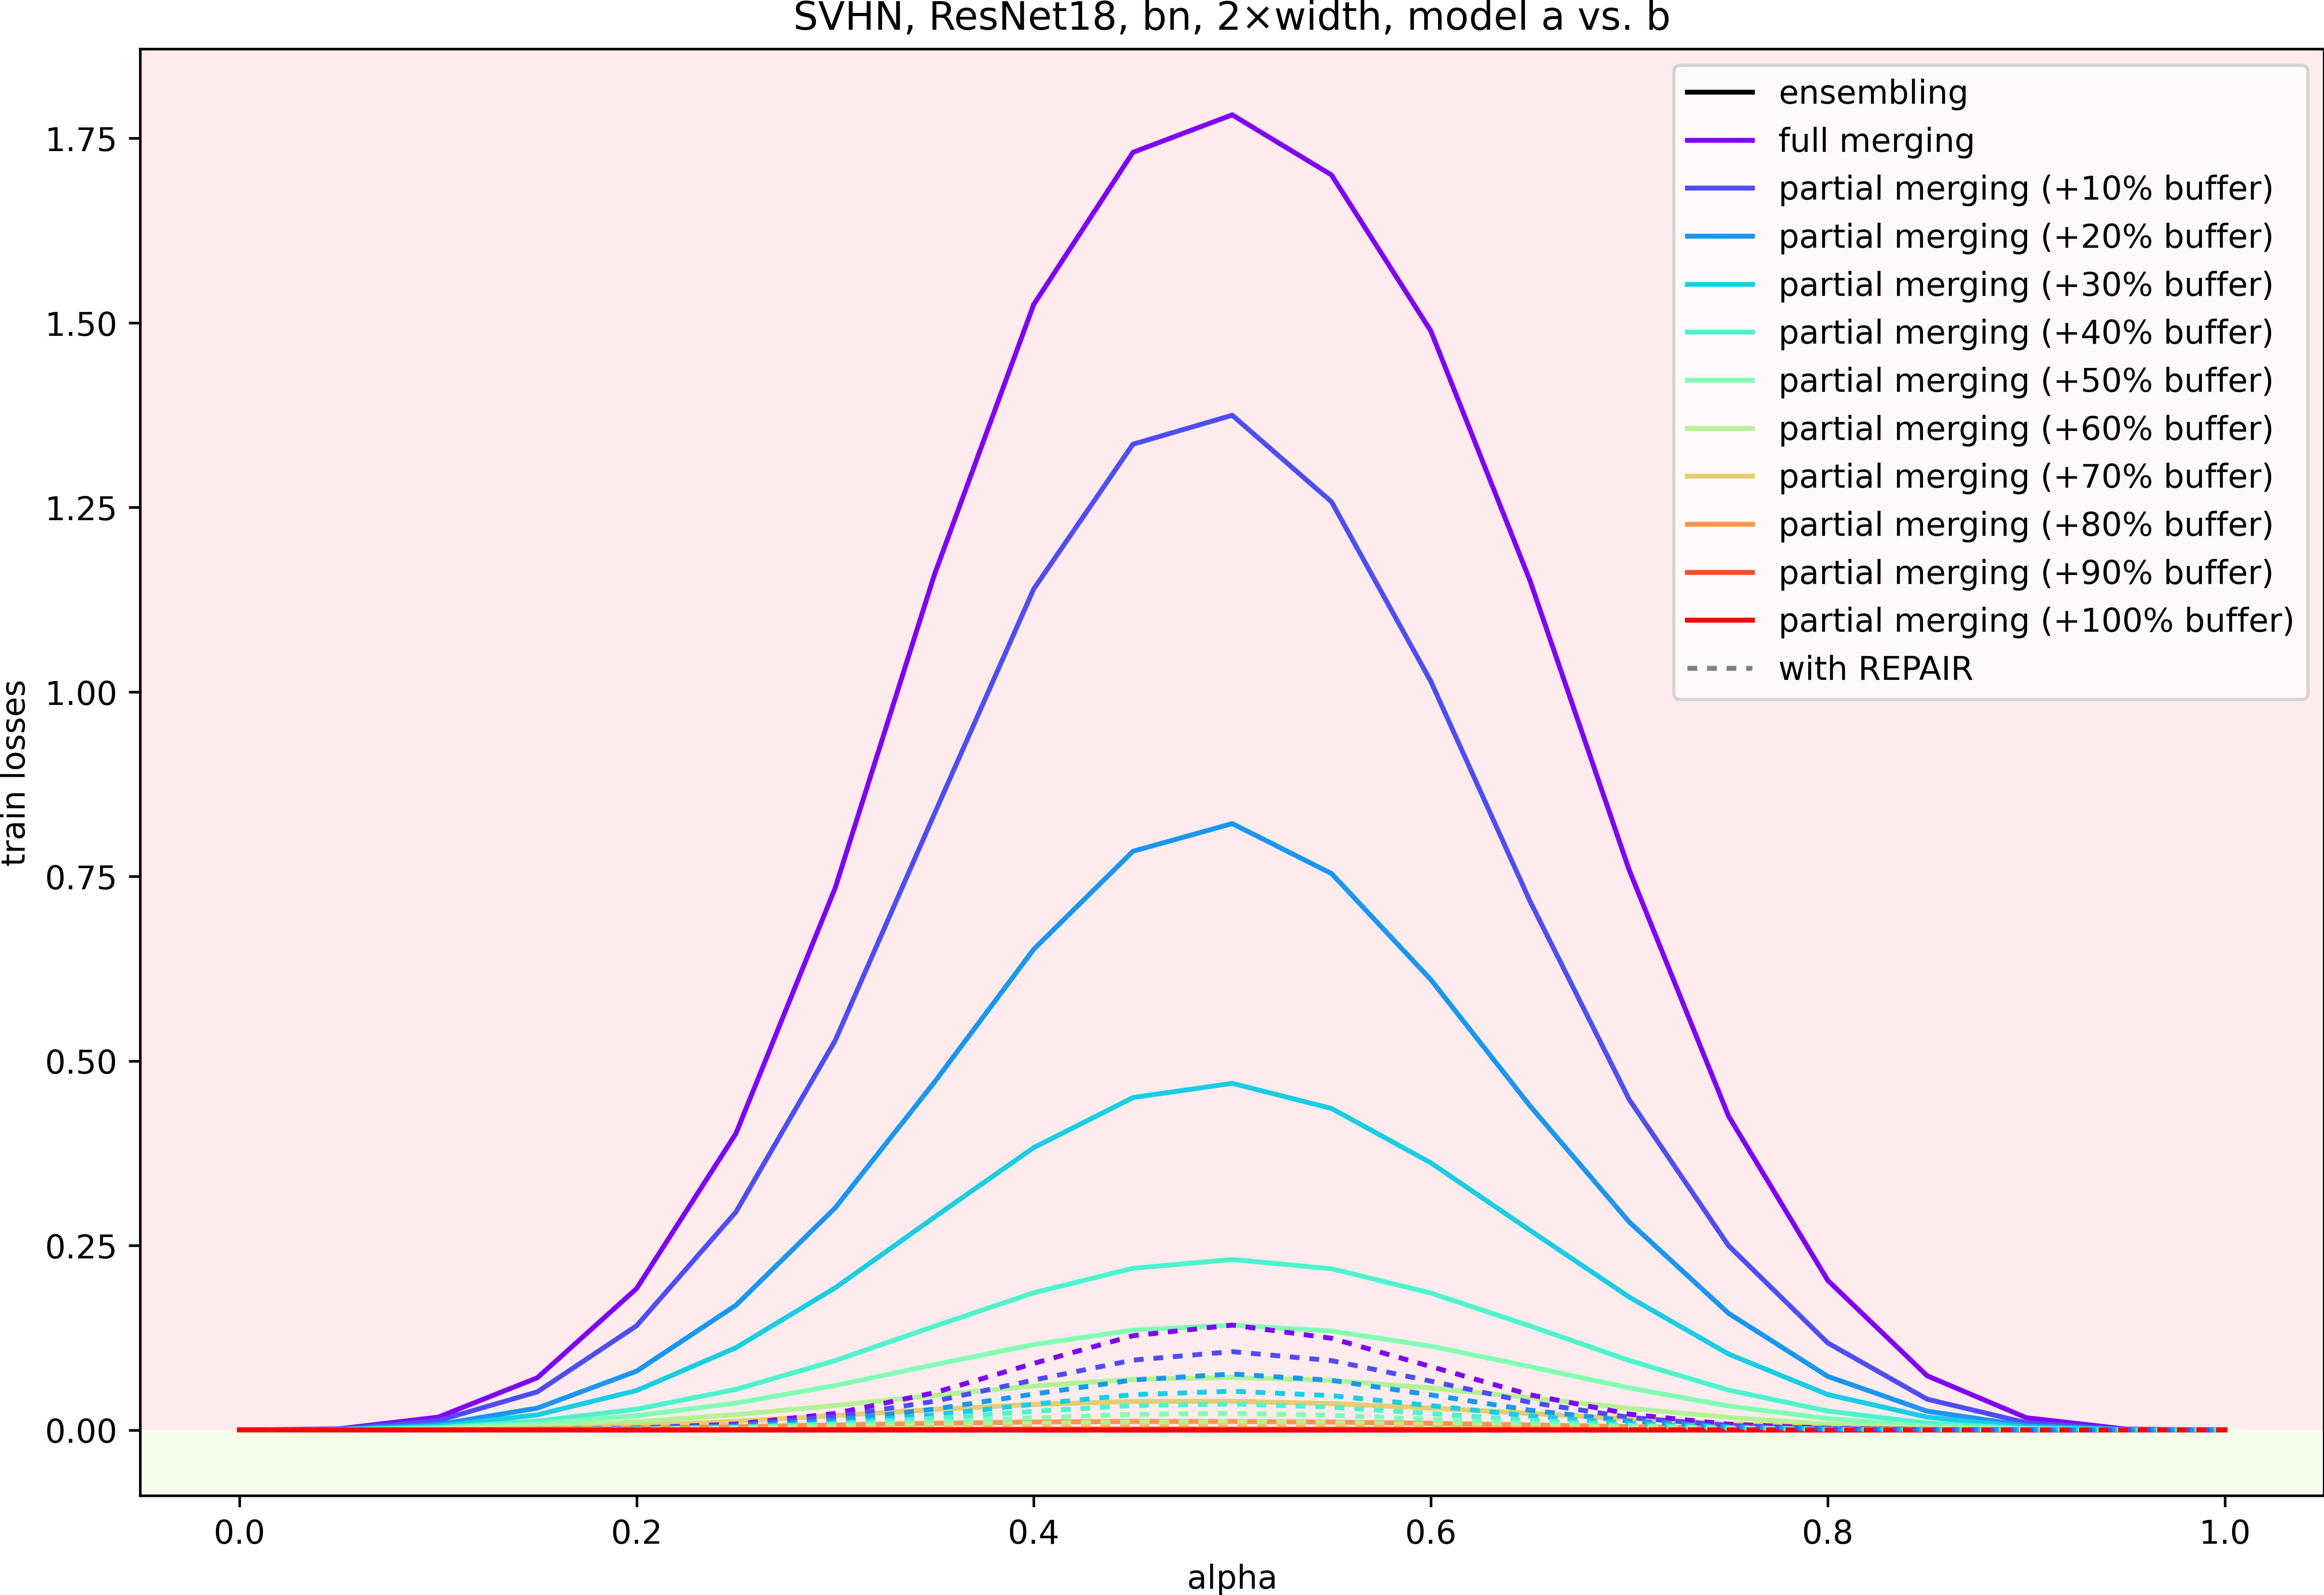 SVHN, ResNet18, bn, 2×width, model a vs. b
ensembling
full merging
partial merging (+10% buffer)
partial merging (+20% buffer)
partial merging (+30% buffer)
partial merging (+40% buffer)
partial merging (+50% buffer)
partial merging (+60% buffer)
partial merging (+70% buffer)
partial merging (+80% buffer)
partial merging (+90% buffer)
partial merging (+100% buffer)
with REPAIR
train losses
1.75
1.50
1.25
1.00
0.75
0.50
0.25
0.00
0.0 0.2 0.4 0.6 0.8 1.0
alpha